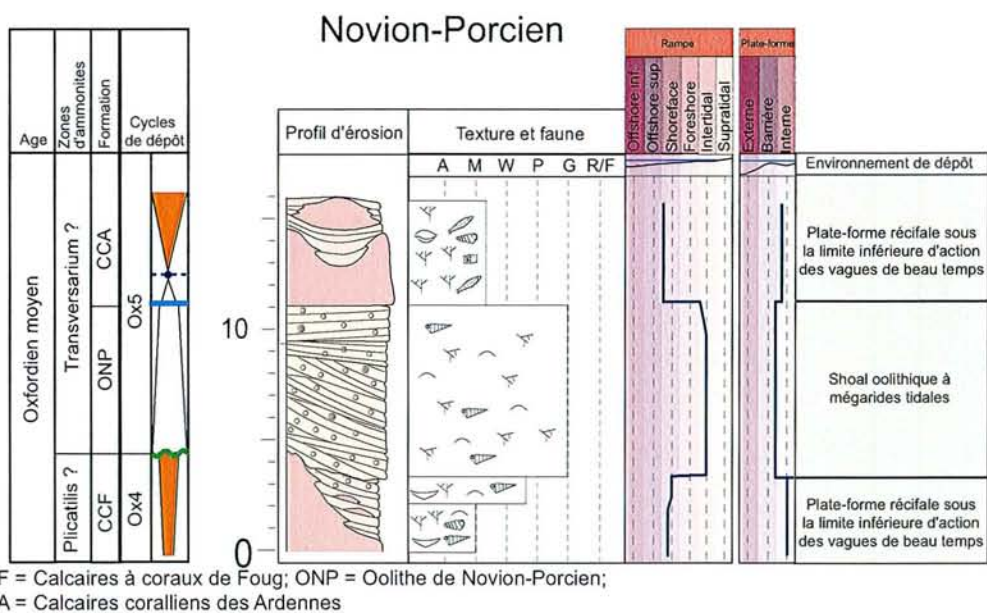 Novion-Porcien
Age
Zones d'ammonites
Formation
Cycles de dépôt
Profil d'érosion
Texture et faune
A M W P G R/F
Rampe
Offshore inf.
Offshore sup.
Shoreface
Foreshore
Intertidal
Supratidal
Plate-forme
Externe
Barrière
Interne
Environnement de dépôt
Oxfordien moyen
Transversarium ?
Plicatilis ?
CCA
ONP
CCF
Ox5
Ox4
10
0
Plate-forme récifale sous
la limite inférieure d'action
des vagues de beau temps
Shoal oolithique à
mégarides tidales
Plate-forme récifale sous
la limite inférieure d'action
des vagues de beau temps
F = Calcaires à coraux de Foug; ONP = Oolithe de Novion-Porcien;
A = Calcaires coralliens des Ardennes